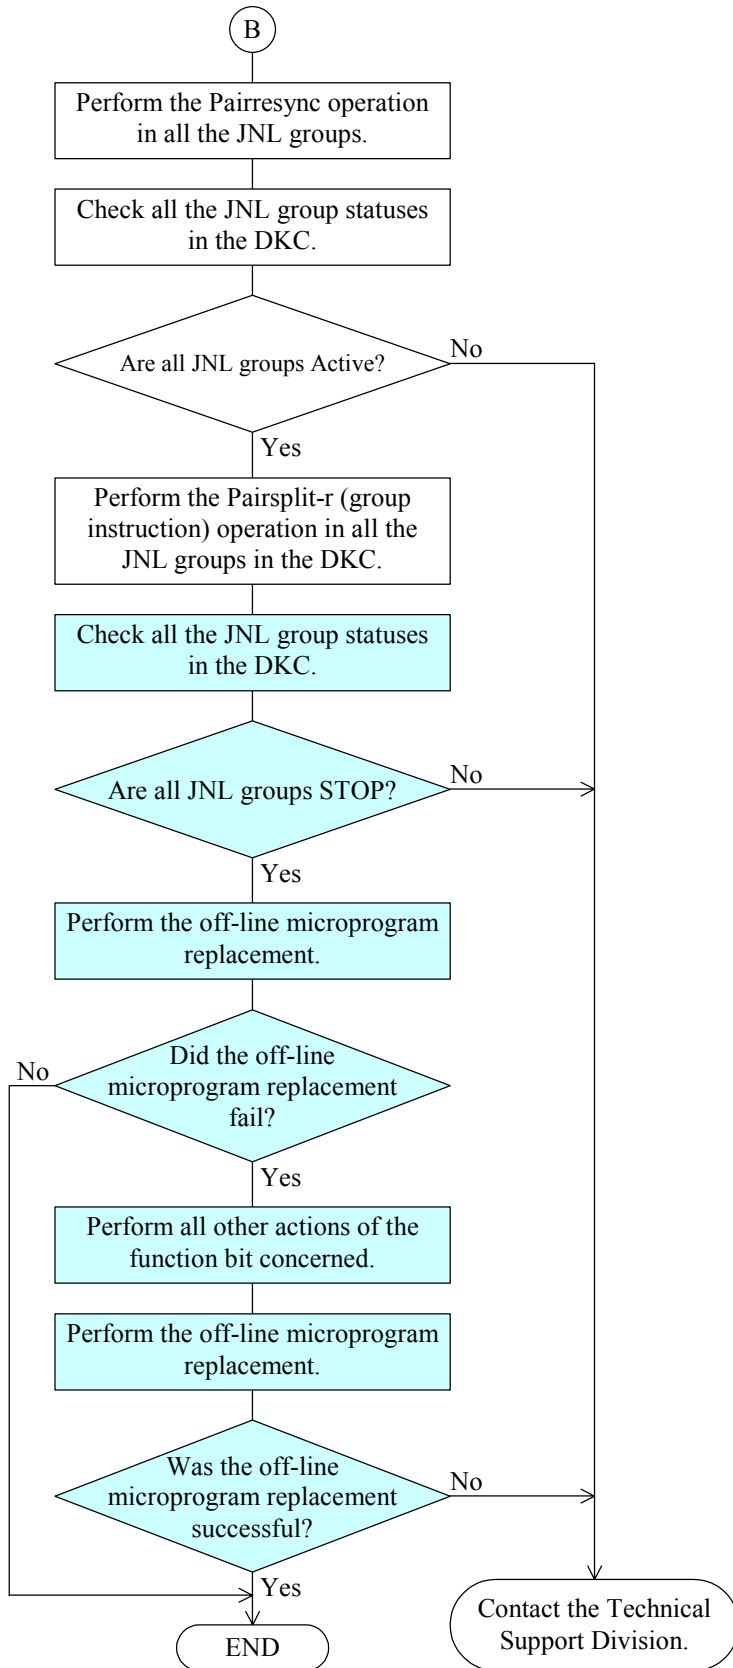 B
Perform the Pairresync operation
in all the JNL groups.
Check all the JNL group statuses
in the DKC.
Are all JNL groups Active?
No
Yes
Perform the Pairsplit-r (group
instruction) operation in all the
JNL groups in the DKC.
Check all the JNL group statuses
in the DKC.
Are all JNL groups STOP?
No
Yes
Perform the off-line microprogram
replacement.
Did the off-line
microprogram replacement
fail?
No
Yes
Perform all other actions of the
function bit concerned.
Perform the off-line microprogram
replacement.
Was the off-line
microprogram replacement
successful?
No
Yes
END
Contact the Technical
Support Division.